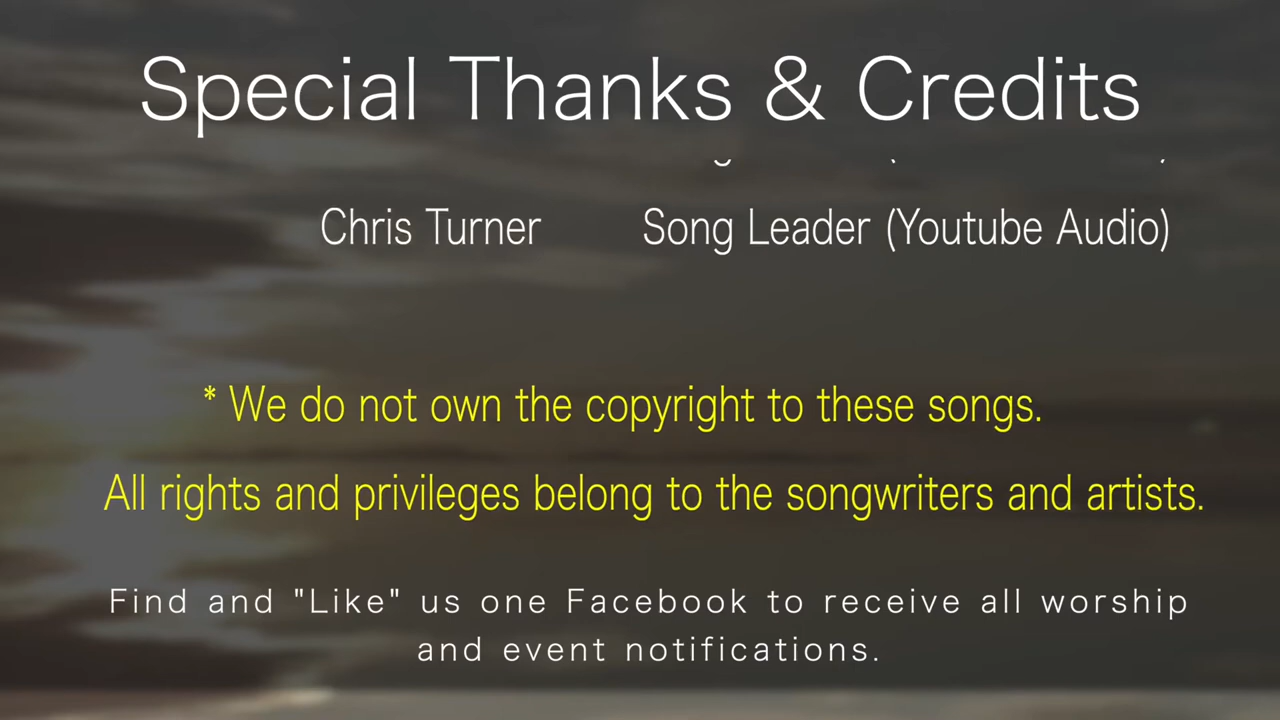 Special Thanks & Credits
Chris Turner Song Leader (Youtube Audio)
* We do not own the copyright to these songs.
All rights and privileges belong to the songwriters and artists.
Find and "Like" us one Facebook to receive all worship
and event notifications.